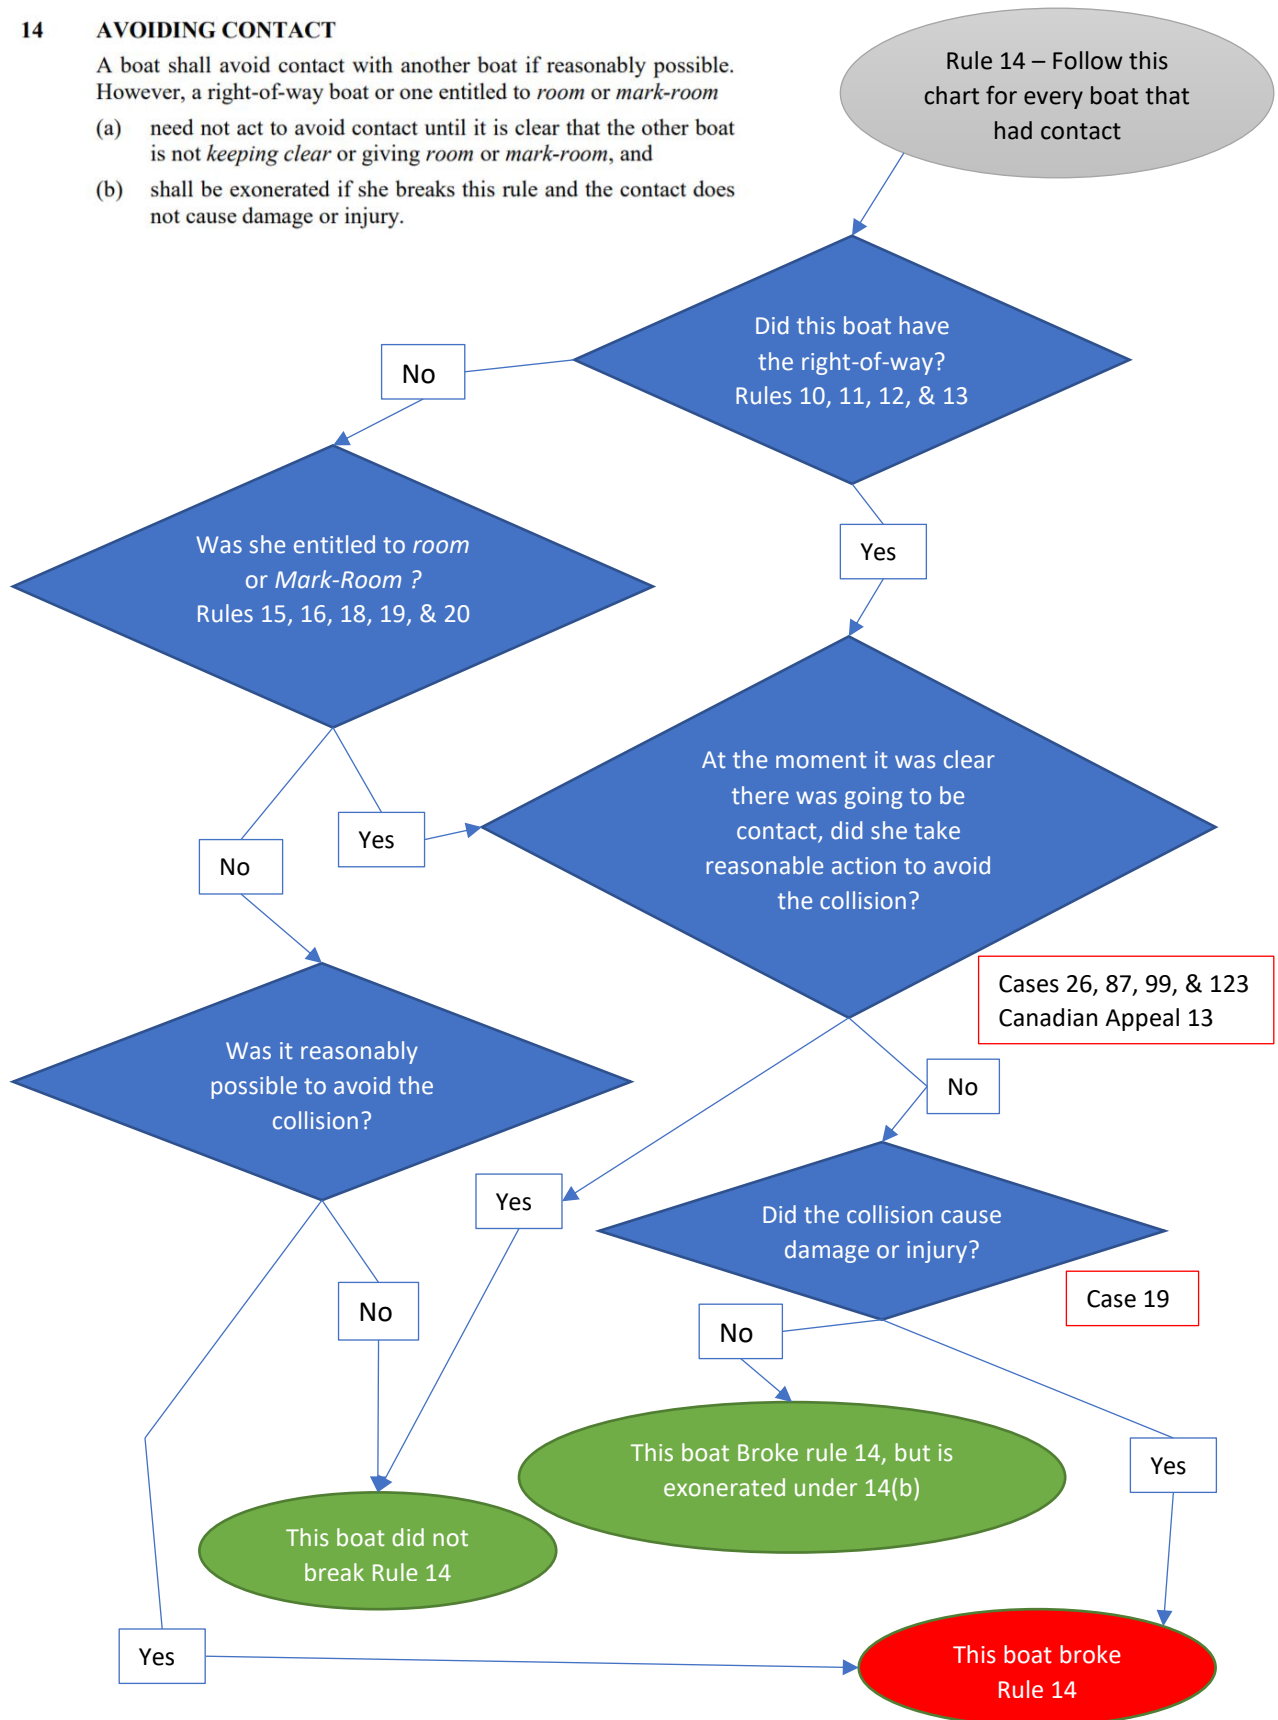 14 AVOIDING CONTACT
A boat shall avoid contact with another boat if reasonably possible.
However, a right-of-way boat or one entitled to room or mark-room
(a) need not act to avoid contact until it is clear that the other boat
is not keeping clear or giving room or mark-room, and
(b) shall be exonerated if she breaks this rule and the contact does
not cause damage or injury.
Rule 14 – Follow this
chart for every boat that
had contact
Did this boat have
the right-of-way?
Rules 10, 11, 12, & 13
No
Yes
Was she entitled to room
or Mark-Room ?
Rules 15, 16, 18, 19, & 20
At the moment it was clear
there was going to be
contact, did she take
reasonable action to avoid
the collision?
Yes
No
Cases 26, 87, 99, & 123
Canadian Appeal 13
Was it reasonably
possible to avoid the
collision?
No
Yes
Did the collision cause
damage or injury?
Case 19
No
No
This boat Broke rule 14, but is
exonerated under 14(b)
Yes
This boat did not
break Rule 14
Yes
This boat broke
Rule 14